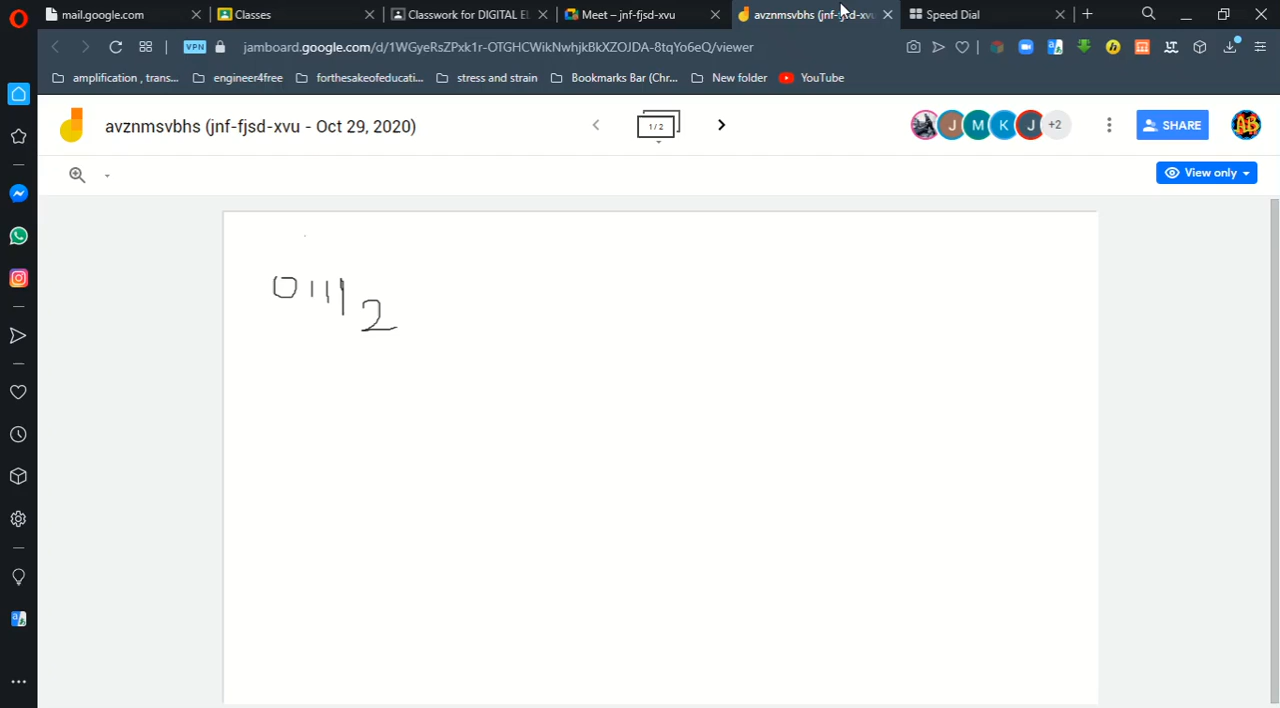 mail.google.com Classes Classwork for DIGITAL EL Meet – jnf-fjsd-xvu avznmsvbhs (jnf-fjsd-xvu Speed Dial
VPN jamboard.google.com/d/1WGyeRsZPxk1r-OTGHCWikNwhjkBkXZOJDA-8tqYo6eQ/viewer
amplification , trans... engineer4free forthesakeofeducati... stress and strain Bookmarks Bar (Chr... New folder YouTube
avznmsvbhs (jnf-fjsd-xvu - Oct 29, 2020) 1 / 2 J M K J +2 SHARE AB
View only
0111 2